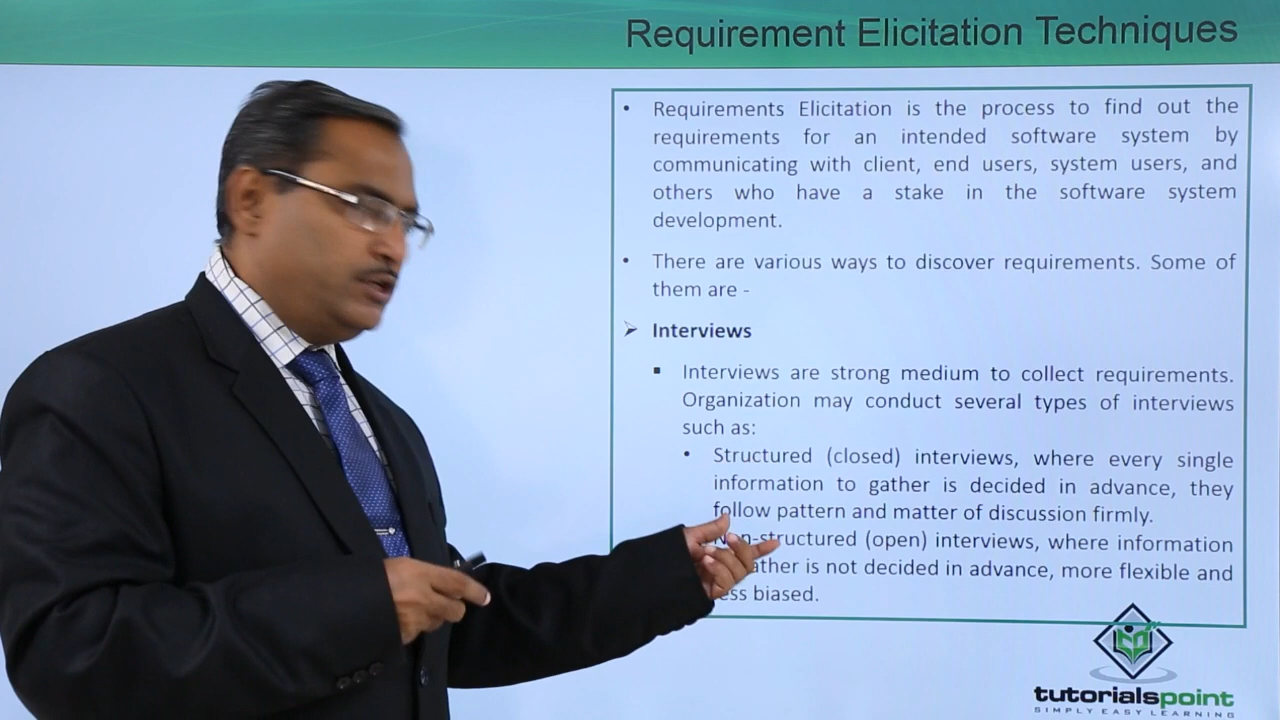 Requirement Elicitation Techniques
• Requirements Elicitation is the process to find out the
requirements for an intended software system by
communicating with client, end users, system users, and
others who have a stake in the software system
development.
• There are various ways to discover requirements. Some of
them are -
➢ Interviews
▪ Interviews are strong medium to collect requirements.
Organization may conduct several types of interviews
such as:
• Structured (closed) interviews, where every single
information to gather is decided in advance, they
follow pattern and matter of discussion firmly.
Non-structured (open) interviews, where information
gather is not decided in advance, more flexible and
less biased.
tutorialspoint
SIMPLY EASY LEARNING